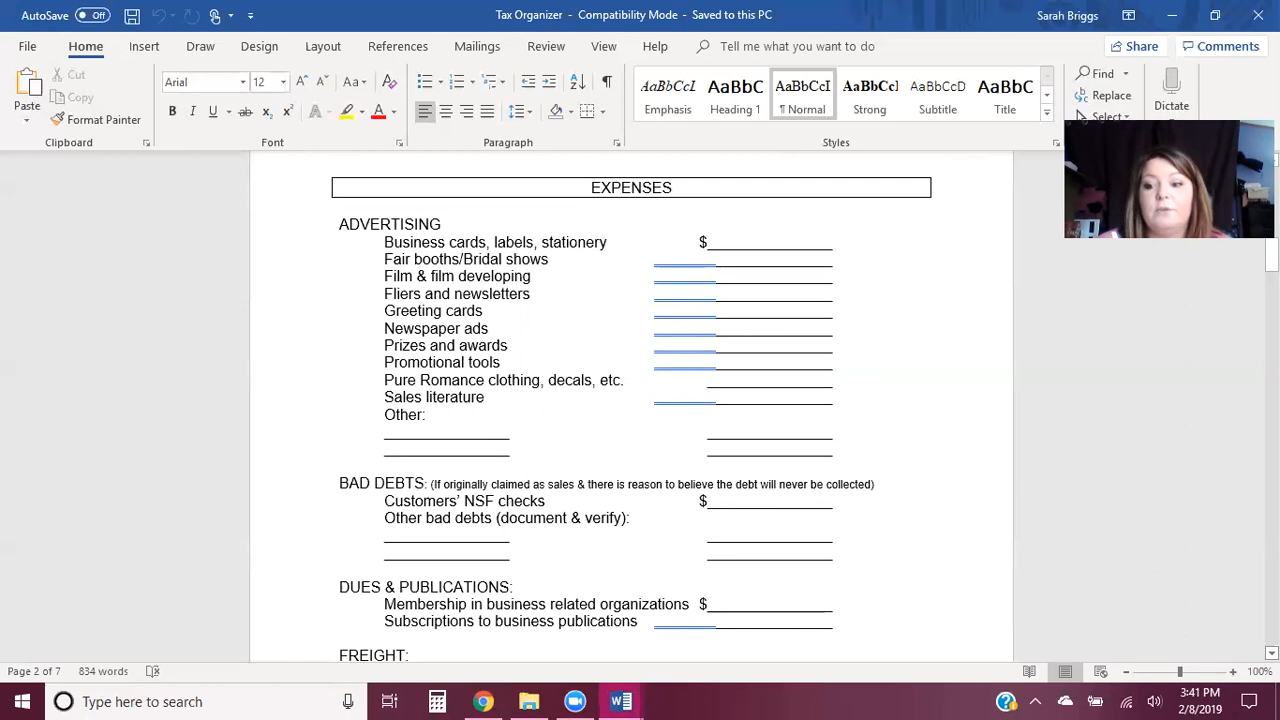 AutoSave Off
Tax Organizer - Compatibility Mode - Saved to this PC
Sarah Briggs
File Home Insert Draw Design Layout References Mailings Review View Help Tell me what you want to do Share Comments
Paste
Cut
Copy
Format Painter
Clipboard
Arial 12
Aa
B I U ab x₂ x² A A
Font
Paragraph
AaBbCcI AaBbC AaBbCcI AaBbCcI AaBbCcD AaBbC
Emphasis Heading 1 ¶ Normal Strong Subtitle Title
Styles
Find
Replace
Select
Dictate
EXPENSES
ADVERTISING
Business cards, labels, stationery $
Fair booths/Bridal shows
Film & film developing
Fliers and newsletters
Greeting cards
Newspaper ads
Prizes and awards
Promotional tools
Pure Romance clothing, decals, etc.
Sales literature
Other:
BAD DEBTS: (If originally claimed as sales & there is reason to believe the debt will never be collected)
Customers’ NSF checks $
Other bad debts (document & verify):
DUES & PUBLICATIONS:
Membership in business related organizations $
Subscriptions to business publications
FREIGHT:
Page 2 of 7 834 words
100%
Type here to search
3:41 PM
2/8/2019